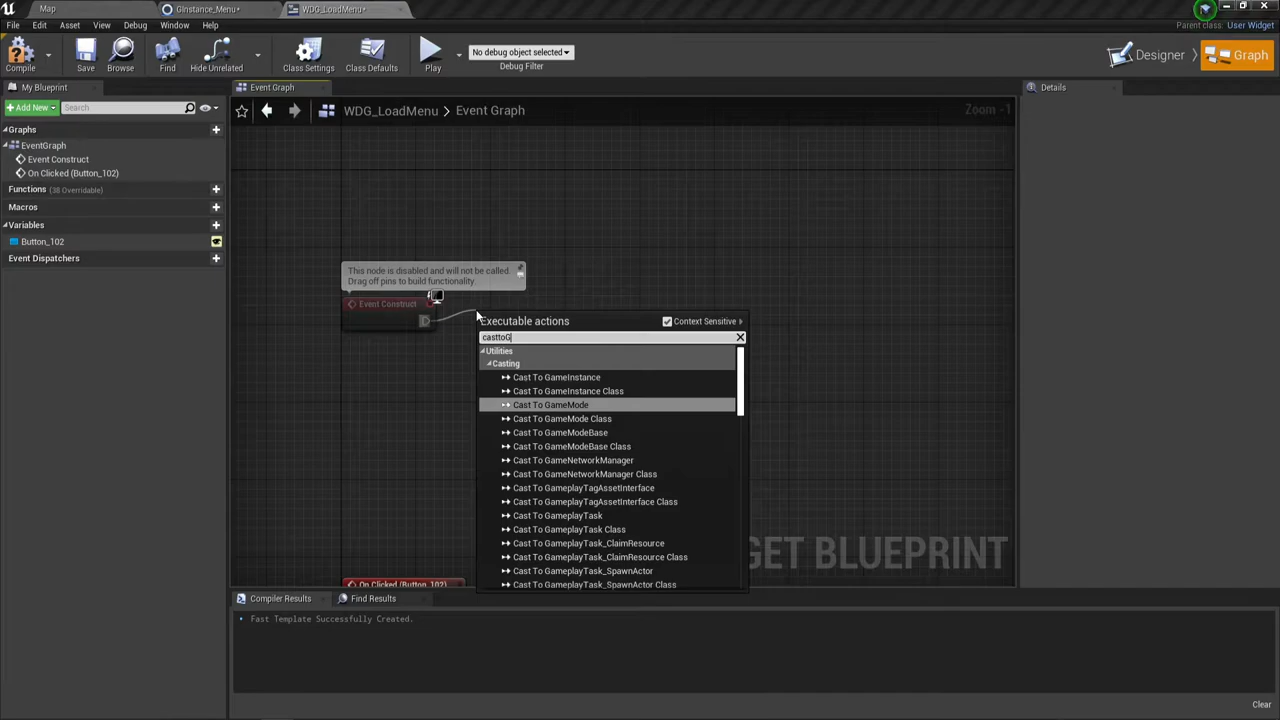 Map
GInstance_Menu*
WDG_LoadMenu*
File Edit Asset View Debug Window Help
Parent class: User Widget
Compile
Save
Browse
Find
Hide Unrelated
Class Settings
Class Defaults
Play
No debug object selected
Debug Filter
Designer
Graph
My Blueprint
Event Graph
Details
Add New
Search
WDG_LoadMenu > Event Graph
Zoom -1
Graphs
EventGraph
Event Construct
On Clicked (Button_102)
Functions (38 Overridable)
Macros
Variables
Button_102
Event Dispatchers
This node is disabled and will not be called.
Drag off pins to build functionality.
Event Construct
Executable actions
Context Sensitive
casttoG
Utilities
Casting
Cast To GameInstance
Cast To GameInstance Class
Cast To GameMode
Cast To GameMode Class
Cast To GameModeBase
Cast To GameModeBase Class
Cast To GameNetworkManager
Cast To GameNetworkManager Class
Cast To GameplayTagAssetInterface
Cast To GameplayTagAssetInterface Class
Cast To GameplayTask
Cast To GameplayTask Class
Cast To GameplayTask_ClaimResource
Cast To GameplayTask_ClaimResource Class
Cast To GameplayTask_SpawnActor
Cast To GameplayTask_SpawnActor Class
On Clicked (Button_102)
GET BLUEPRINT
Compiler Results
Find Results
Fast Template Successfully Created.
Clear